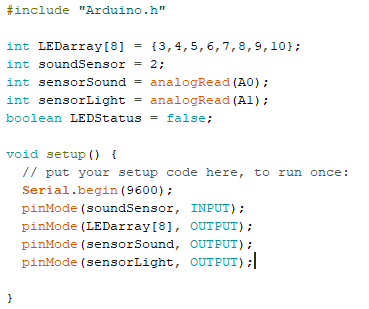 #include "Arduino.h"
int LEDarray[8] = {3,4,5,6,7,8,9,10};
int soundSensor = 2;
int sensorSound = analogRead(A0);
int sensorLight = analogRead(A1);
boolean LEDStatus = false;
void setup() {
// put your setup code here, to run once:
Serial.begin(9600);
pinMode(soundSensor, INPUT);
pinMode(LEDarray[8], OUTPUT);
pinMode(sensorSound, OUTPUT);
pinMode(sensorLight, OUTPUT);
}